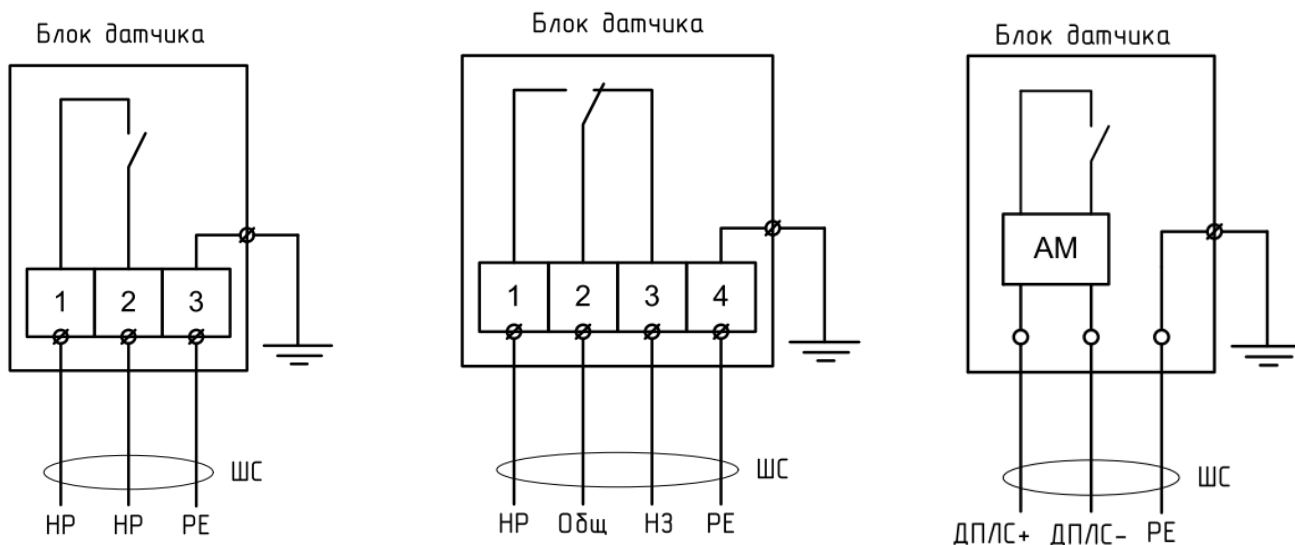 Блок датчика
1 2 3
ШС
НР НР PE
Блок датчика
1 2 3 4
ШС
НР Общ НЗ PE
Блок датчика
АМ
ШС
ДПЛС+ ДПЛС- PE